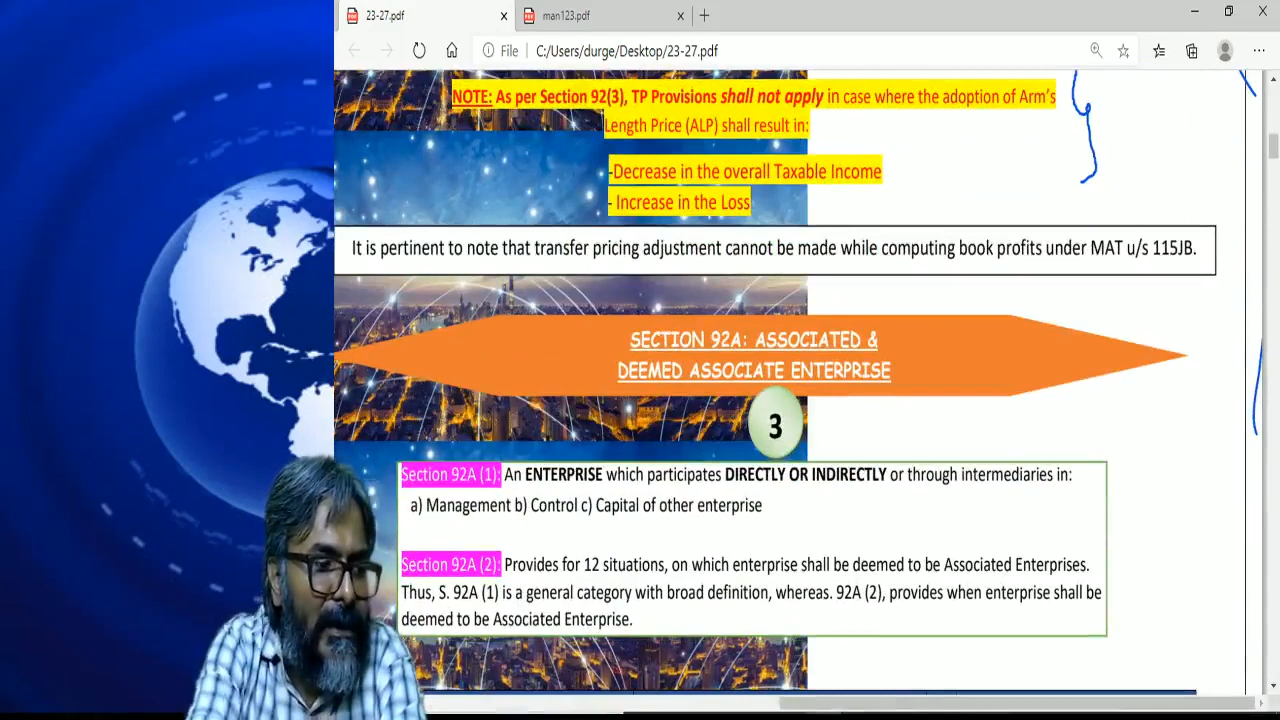 23-27.pdf
man123.pdf
File
C:/Users/durge/Desktop/23-27.pdf
NOTE: As per Section 92(3), TP Provisions shall not apply in case where the adoption of Arm's
Length Price (ALP) shall result in:
-Decrease in the overall Taxable Income
- Increase in the Loss
It is pertinent to note that transfer pricing adjustment cannot be made while computing book profits under MAT u/s 115JB.
SECTION 92A: ASSOCIATED &
DEEMED ASSOCIATE ENTERPRISE
3
Section 92A (1): An ENTERPRISE which participates DIRECTLY OR INDIRECTLY or through intermediaries in:
a) Management b) Control c) Capital of other enterprise
Section 92A (2): Provides for 12 situations, on which enterprise shall be deemed to be Associated Enterprises.
Thus, S. 92A (1) is a general category with broad definition, whereas. 92A (2), provides when enterprise shall be
deemed to be Associated Enterprise.